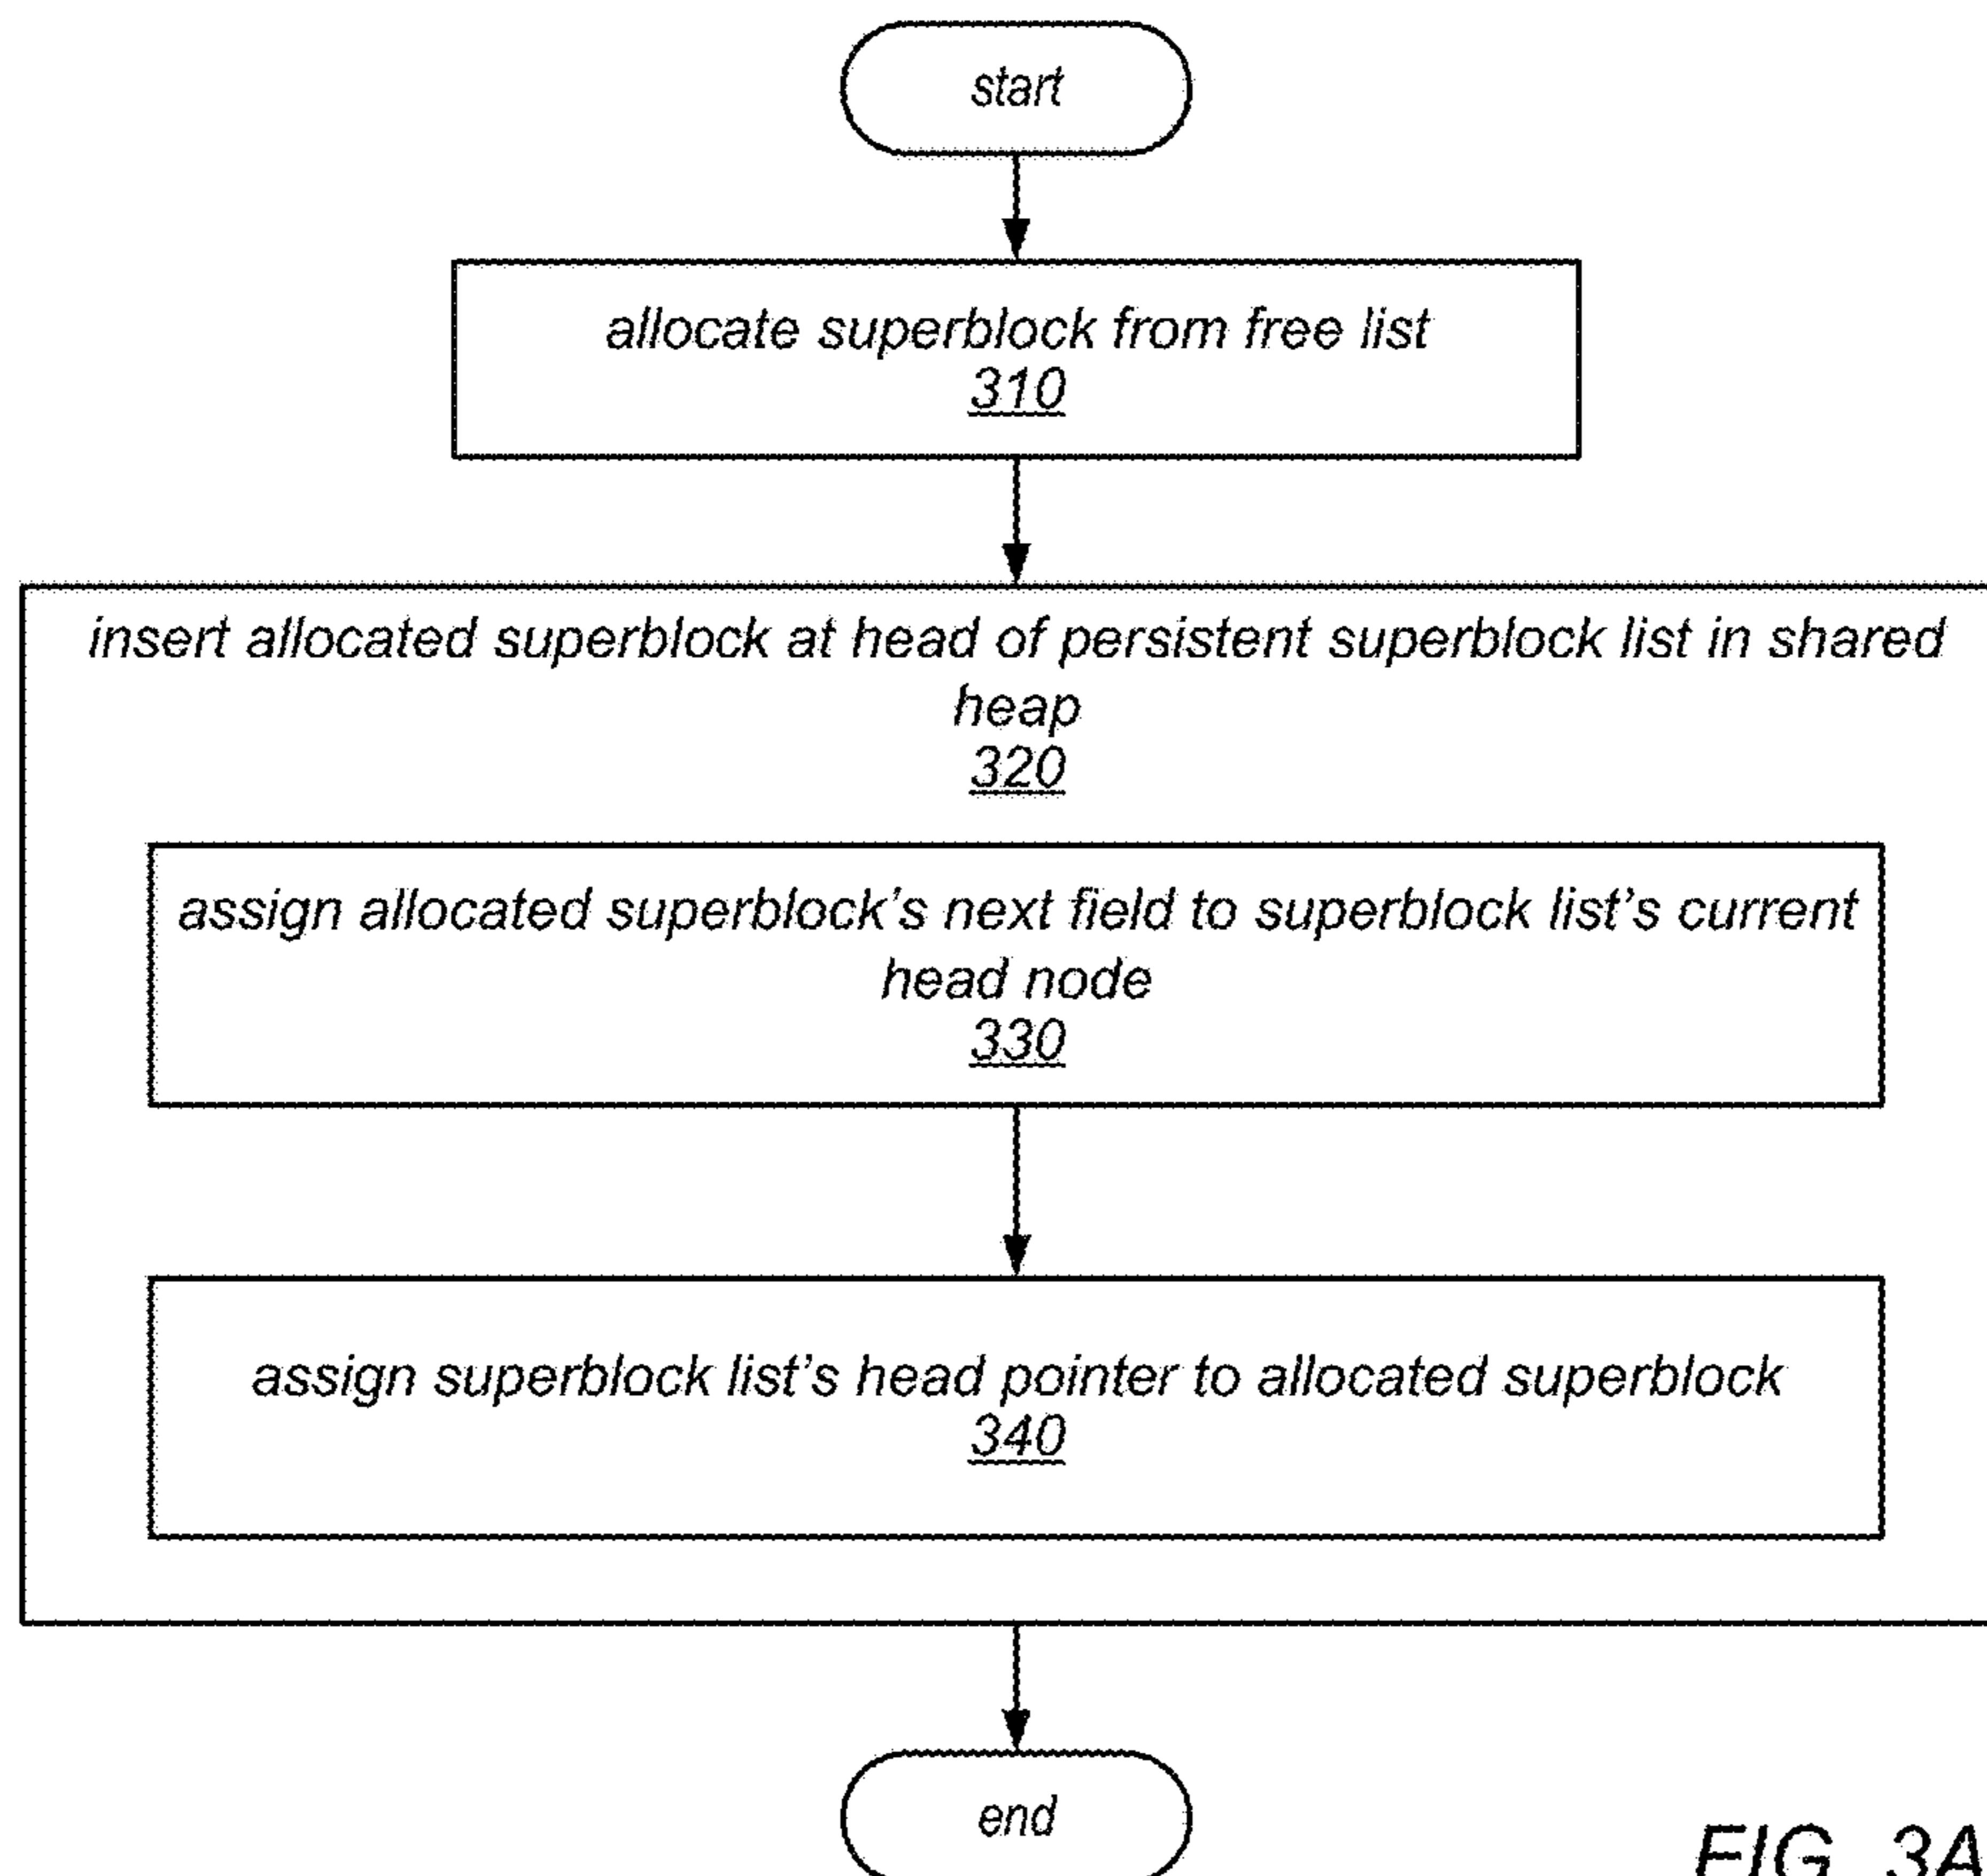 start
allocate superblock from free list
310
insert allocated superblock at head of persistent superblock list in shared
heap
320
assign allocated superblock's next field to superblock list's current
head node
330
assign superblock list's head pointer to allocated superblock
340
end
FIG. 3A